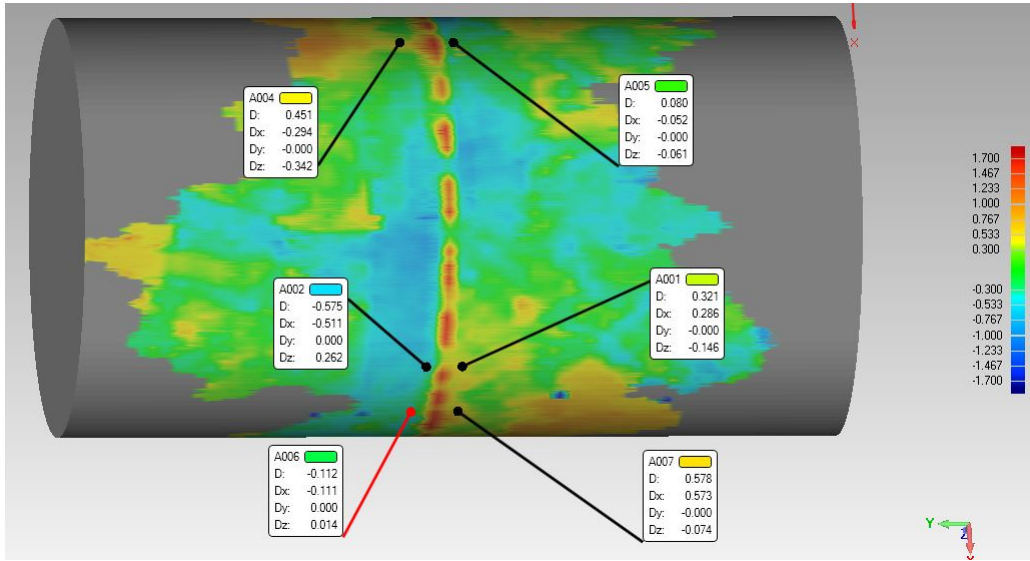 X
A004
D: 0.451
Dx: -0.294
Dy: -0.000
Dz: -0.342
A005
D: 0.080
Dx: -0.052
Dy: -0.000
Dz: -0.061
1.700
1.467
1.233
1.000
0.767
0.533
0.300
-0.300
-0.533
-0.767
-1.000
-1.233
-1.467
-1.700
A002
D: -0.575
Dx: -0.511
Dy: 0.000
Dz: 0.262
A001
D: 0.321
Dx: 0.286
Dy: -0.000
Dz: -0.146
A006
D: -0.112
Dx: -0.111
Dy: 0.000
Dz: 0.014
A007
D: 0.578
Dx: 0.573
Dy: -0.000
Dz: -0.074
Y
Z
X